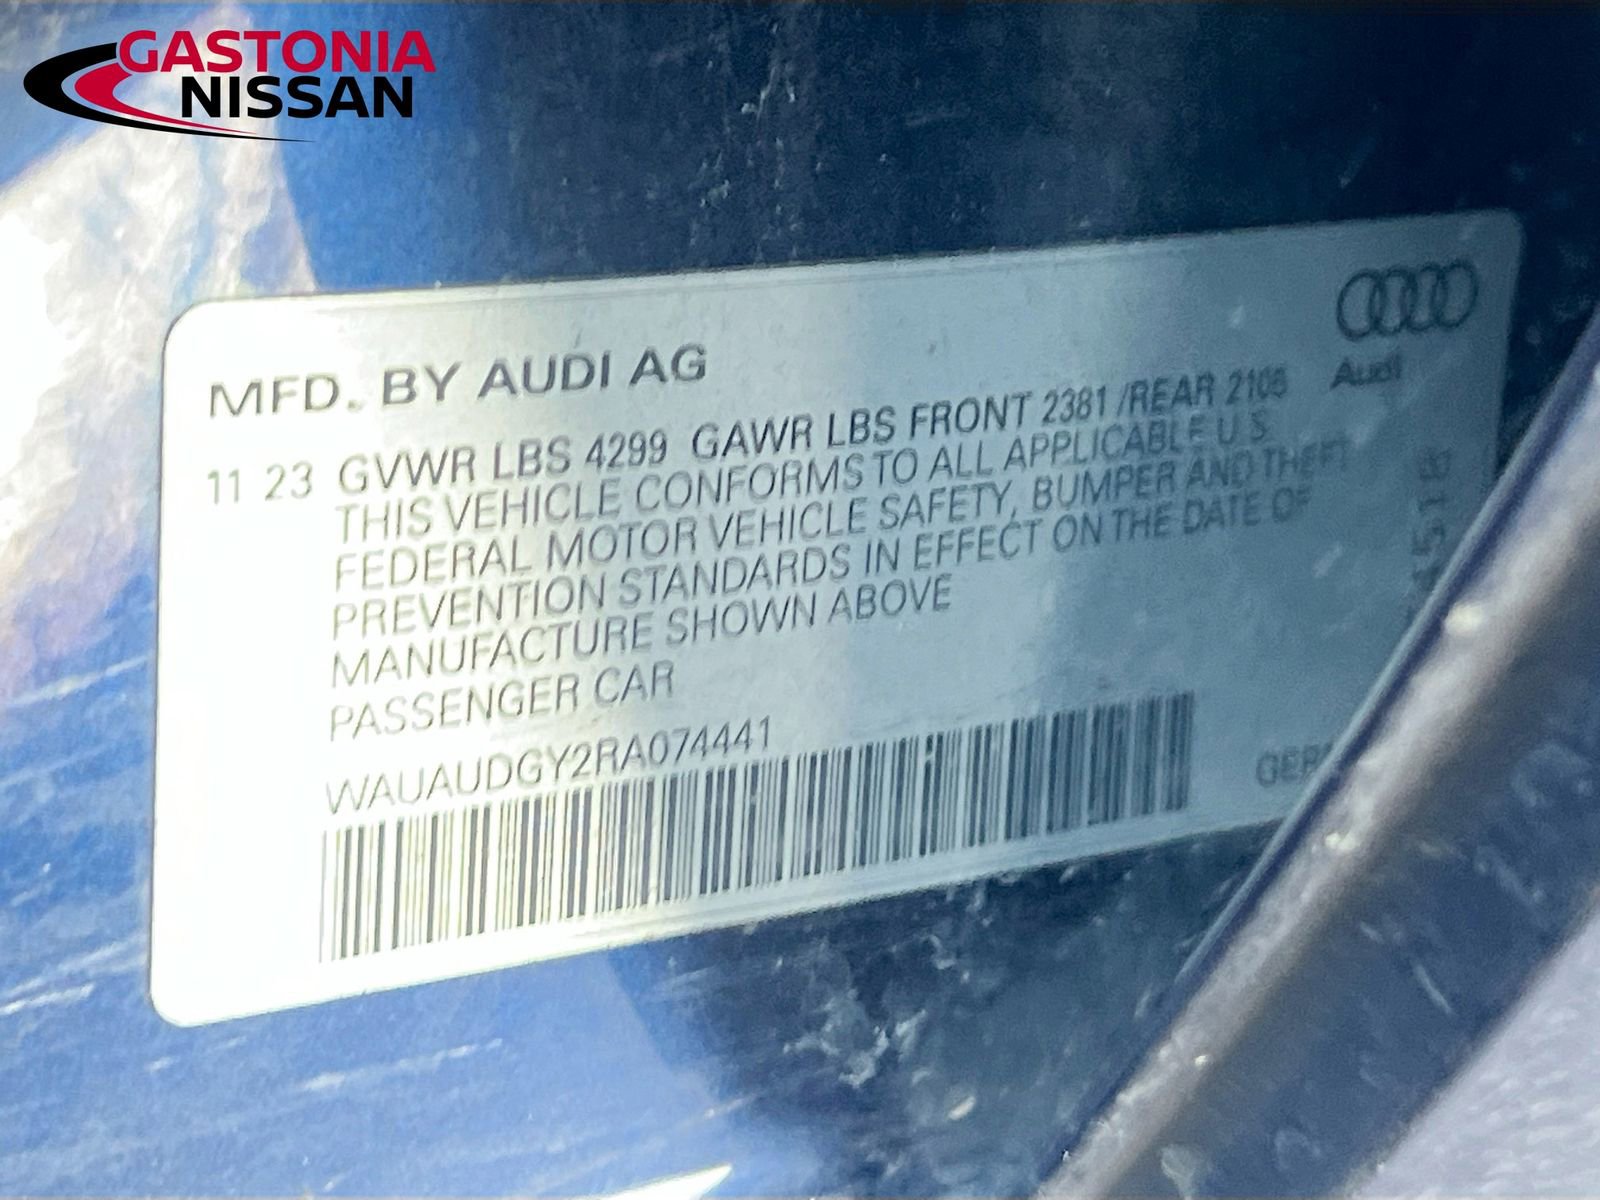 GASTONIA
NISSAN
MFD. BY AUDI AG
Audi
11 23 GVWR LBS 4299 GAWR LBS FRONT 2381 /REAR 2106
THIS VEHICLE CONFORMS TO ALL APPLICABLE U S
FEDERAL MOTOR VEHICLE SAFETY, BUMPER AND THEFT
PREVENTION STANDARDS IN EFFECT ON THE DATE OF
MANUFACTURE SHOWN ABOVE
PASSENGER CAR
WAUAUDGY2RA074441